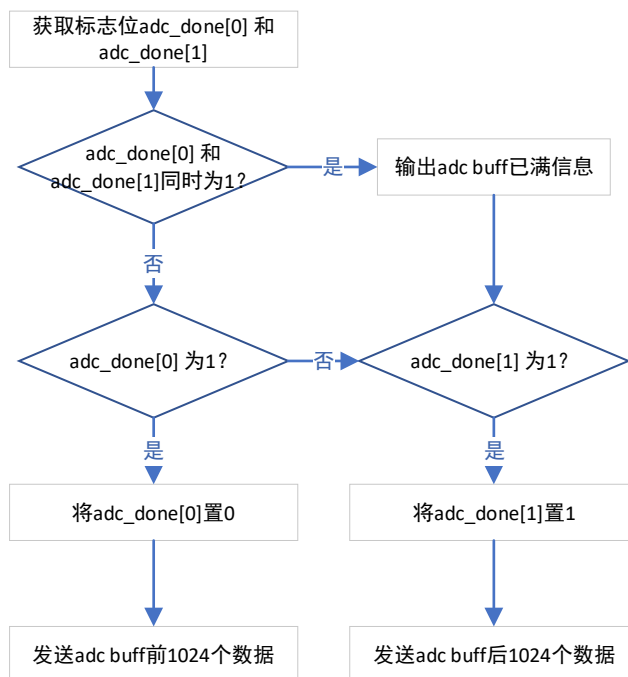 获取标志位adc_done[0] 和
adc_done[1]
adc_done[0] 和
adc_done[1]同时为1?
是
输出adc buff已满信息
否
adc_done[0] 为1?
否
adc_done[1] 为1?
是
是
将adc_done[0]置0
将adc_done[1]置1
发送adc buff前1024个数据
发送adc buff后1024个数据